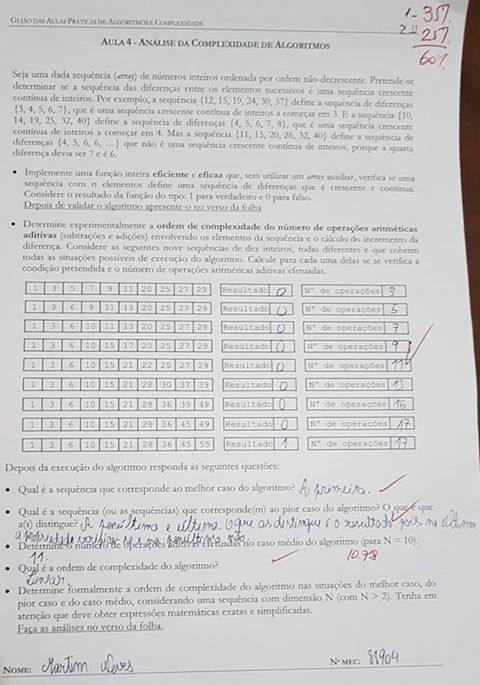 GUIÃO DAS AULAS PRÁTICAS DE ALGORITMOS E COMPLEXIDADE
1- 35%
25%
60%
AULA 4 - ANÁLISE DA COMPLEXIDADE DE ALGORITMOS
Seja uma dada sequência (array) de números inteiros ordenada por ordem não-decrescente. Pretende-se
determinar se a sequência das diferenças entre os elementos sucessivos é uma sequência crescente
contínua de inteiros. Por exemplo, a sequência {12, 15, 19, 24, 30, 37} define a sequência de diferenças
{3, 4, 5, 6, 7}, que é uma sequência crescente contínua de inteiros a começar em 3. E a sequência {10,
14, 19, 25, 32, 40} define a sequência de diferenças {4, 5, 6, 7, 8}, que é uma sequência crescente
contínua de inteiros a começar em 4. Mas a sequência {11, 15, 20, 26, 32, 40} define a sequência de
diferenças {4, 5, 6, 6, ...} que não é uma sequência crescente contínua de inteiros, porque a quarta
diferença devia ser 7 e é 6.
• Implemente uma função inteira eficiente e eficaz que, sem utilizar um array auxiliar, verifica se uma
sequência com n elementos define uma sequência de diferenças que é crescente e contínua.
Considere o resultado da função do tipo: 1 para verdadeiro e 0 para falso.
Depois de validar o algoritmo apresente-o no verso da folha
• Determine experimentalmente a ordem de complexidade do número de operações aritméticas
aditivas (subtrações e adições) envolvendo os elementos da sequência e o cálculo do incremento da
diferença. Considere as seguintes nove sequências de dez inteiros, todas diferentes e que cobrem
todas as situações possíveis de execução do algoritmo. Calcule para cada uma delas se se verifica a
condição pretendida e o número de operações aritméticas aditivas efetuadas.
1 3 5 7 9 11 20 25 27 29 Resultado 0 Nº de operações 3
1 3 6 9 11 13 20 25 27 29 Resultado 0 Nº de operações 5
1 3 6 10 11 13 20 25 27 29 Resultado 0 Nº de operações 7
1 3 6 10 15 17 20 25 27 29 Resultado 0 Nº de operações 9
1 3 6 10 15 21 22 25 27 29 Resultado 0 Nº de operações 11
1 3 6 10 15 21 28 30 37 39 Resultado 0 Nº de operações 13
1 3 6 10 15 21 28 36 39 49 Resultado 0 Nº de operações 15
1 3 6 10 15 21 28 36 45 49 Resultado 0 Nº de operações 17
1 3 6 10 15 21 28 36 45 55 Resultado 1 Nº de operações 17
Depois da execução do algoritmo responda às seguintes questões:
• Qual é a sequência que corresponde ao melhor caso do algoritmo? A primeira.
• Qual é a sequência (ou as sequências) que corresponde(m) ao pior caso do algoritmo? O que é que
a(s) distingue? A penúltima e última. O que as distingue é o resultado pois na última
a propriedade verifica-se e na penúltima não.
• Determine o número de operações aditivas efetuadas no caso médio do algoritmo (para N = 10).
11. 10.78
• Qual é a ordem de complexidade do algoritmo?
Linear.
• Determine formalmente a ordem de complexidade do algoritmo nas situações do melhor caso, do
pior caso e do caso médio, considerando uma sequência com dimensão N (com N > 2). Tenha em
atenção que deve obter expressões matemáticas exatas e simplificadas.
Faça as análises no verso da folha.
NOME: Martim Neves Nº MEC: 88904